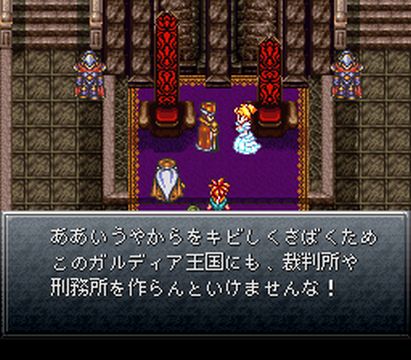 ああいうやからをキビしくさばくため
このガルディア王国にも、裁判所や
刑務所を作らんといけませんな！